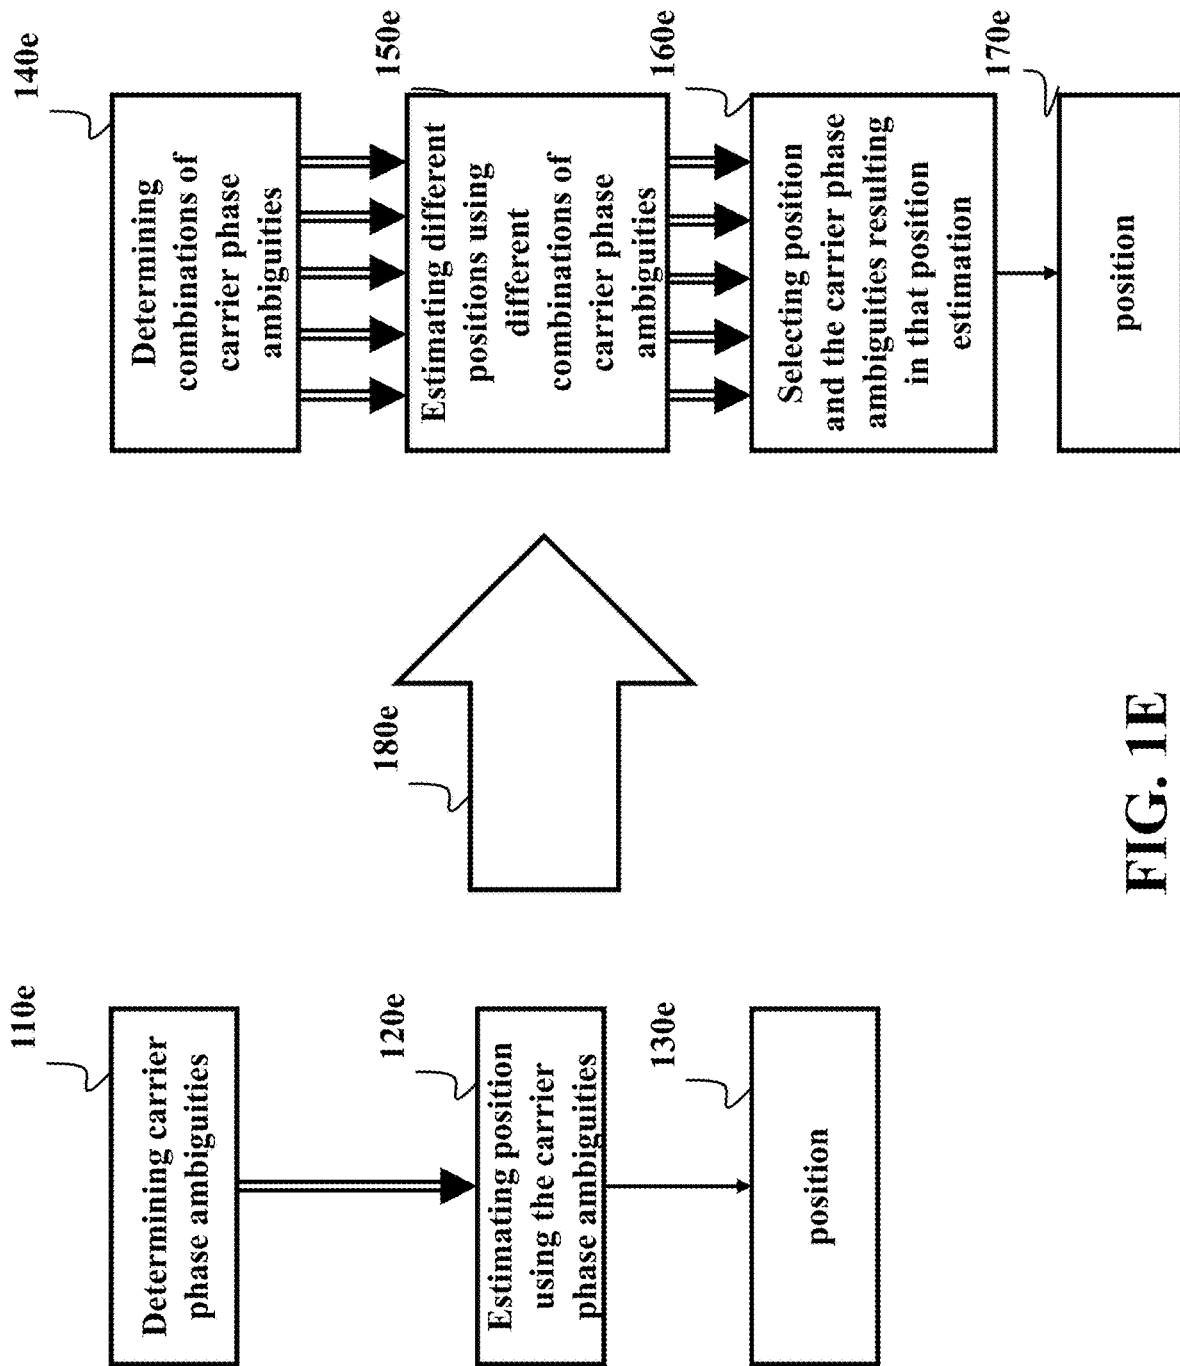 110e
Determining carrier
phase ambiguities
120e
Estimating position
using the carrier
phase ambiguities
130e
position
180e
140e
Determining
combinations of
carrier phase
ambiguities
150e
Estimating different
positions using
different
combinations of
carrier phase
ambiguities
160e
Selecting position
and the carrier phase
ambiguities resulting
in that position
estimation
170e
position
FIG. 1E